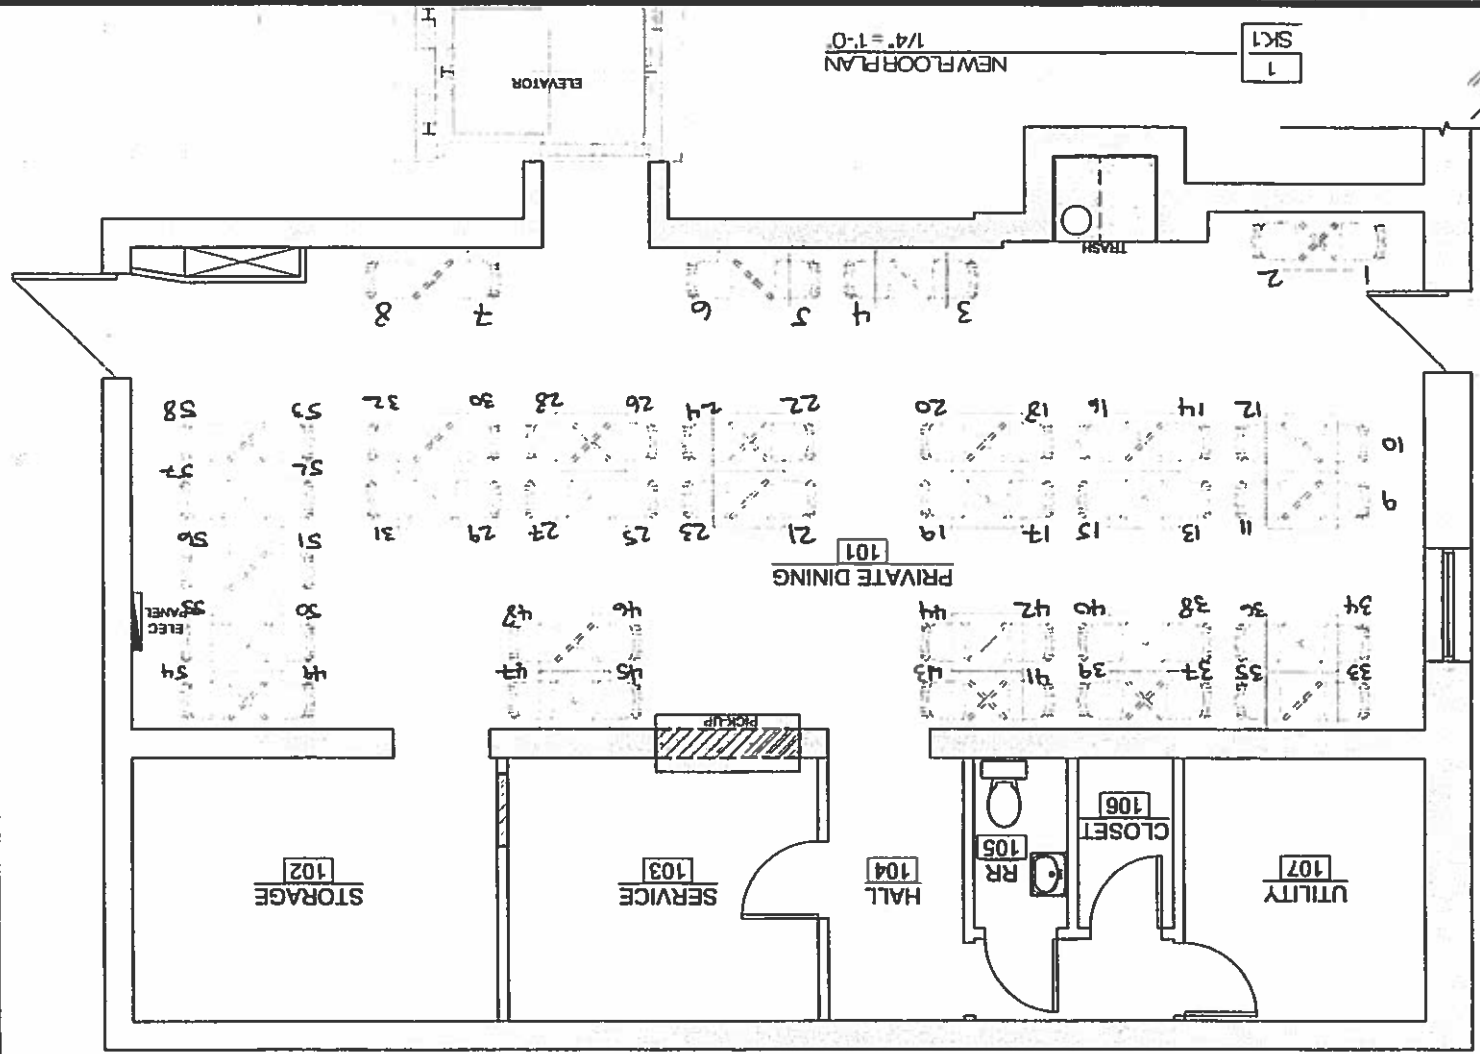 UTILITY
107
HALL
104
SERVICE
103
STORAGE
102
RR
105
CLOSET
106
PICK-UP
33 35 37 39 41 43 45 47 49 54
34 36 38 40 42 44 46 48 50 55
ELEC
PANEL
PRIVATE DINING
101
11 13 15 17 19 21 23 25 27 29 31 51 56
9 52 57
10
12 14 16 18 20 22 24 26 28 30 32 53 58
3 4 5 6 7 8
1 2
TRASH
ELEVATOR
1
SK1
NEW FLOOR PLAN
1/4" = 1'-0"